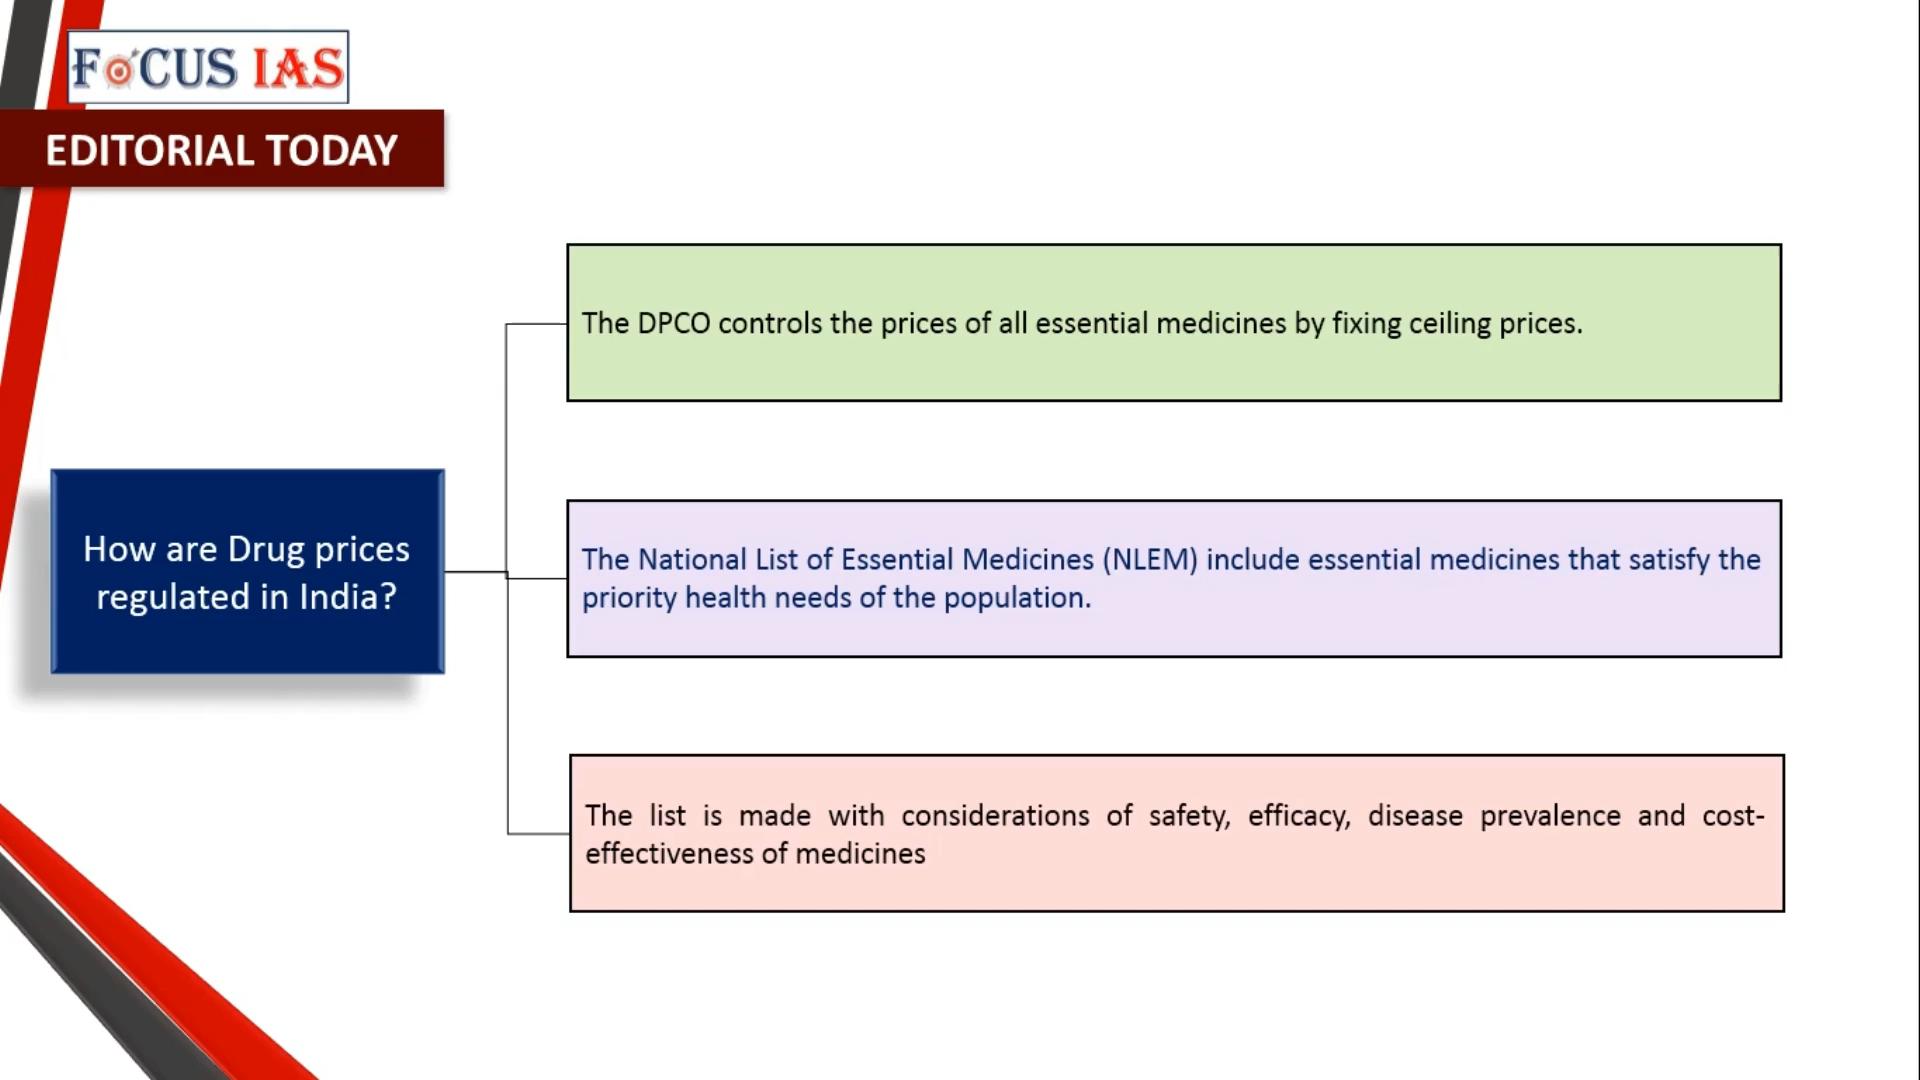 FOCUS IAS
EDITORIAL TODAY
The DPCO controls the prices of all essential medicines by fixing ceiling prices.
How are Drug prices
regulated in India?
The National List of Essential Medicines (NLEM) include essential medicines that satisfy the
priority health needs of the population.
The list is made with considerations of safety, efficacy, disease prevalence and cost-
effectiveness of medicines